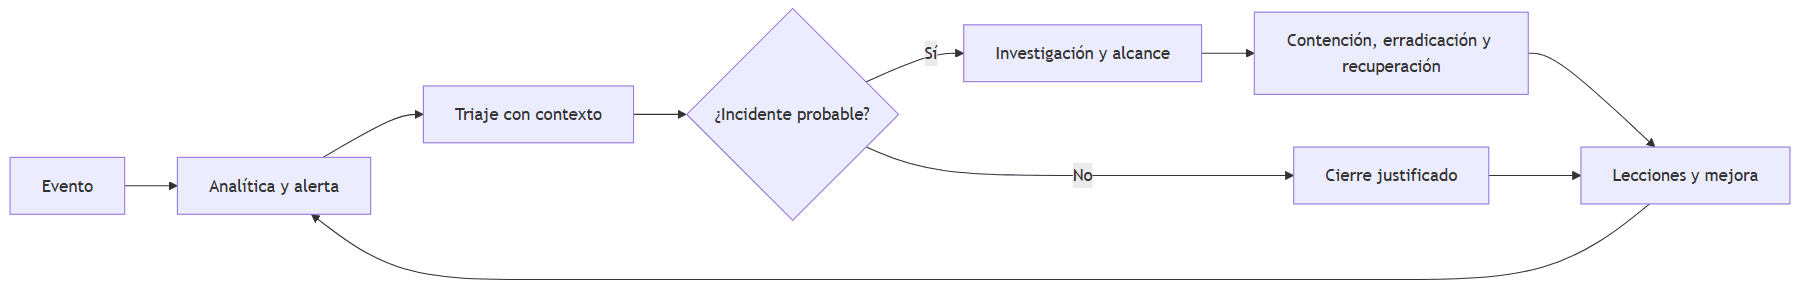 Evento
Analítica y alerta
Triaje con contexto
¿Incidente probable?
Sí
Investigación y alcance
Contención, erradicación y
recuperación
No
Cierre justificado
Lecciones y mejora